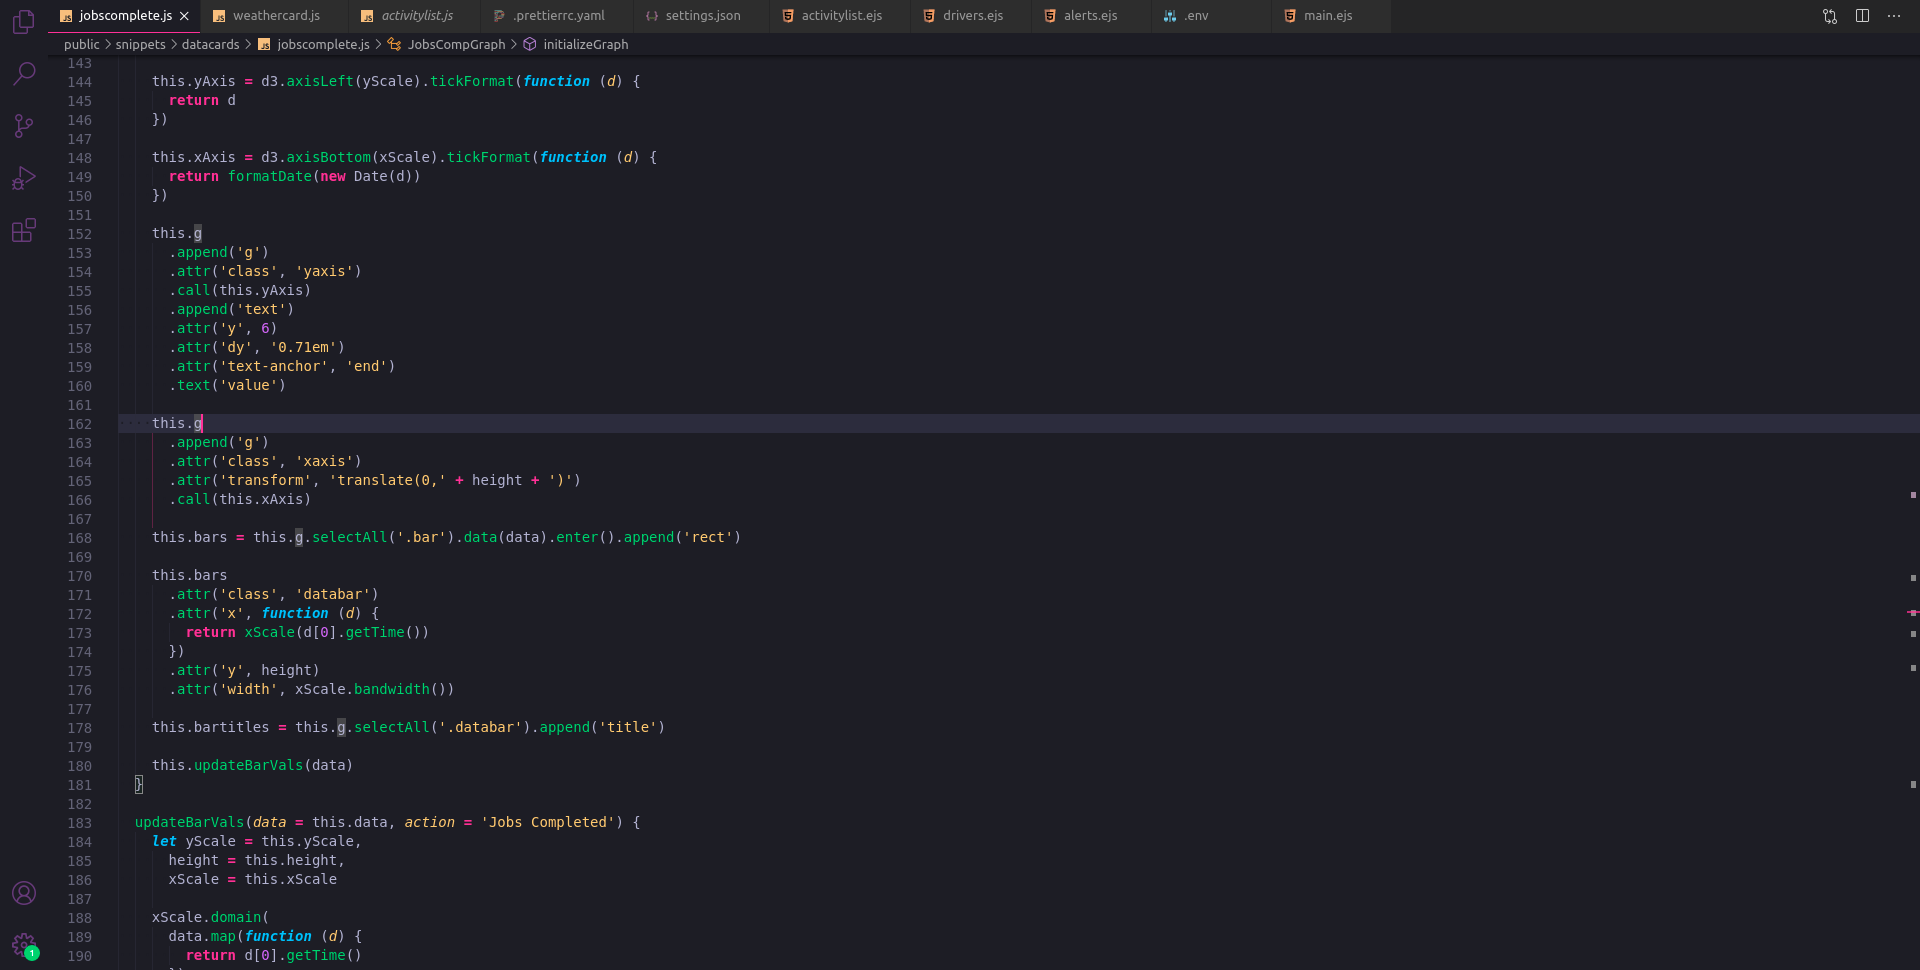 jobscomplete.js weathercard.js activitylist.js .prettierrc.yaml settings.json activitylist.ejs drivers.ejs alerts.ejs .env main.ejs
public > snippets > datacards > jobscomplete.js > JobsCompGraph > initializeGraph
143
144 this.yAxis = d3.axisLeft(yScale).tickFormat(function (d) {
145 return d
146 })
147
148 this.xAxis = d3.axisBottom(xScale).tickFormat(function (d) {
149 return formatDate(new Date(d))
150 })
151
152 this.g
153 .append('g')
154 .attr('class', 'yaxis')
155 .call(this.yAxis)
156 .append('text')
157 .attr('y', 6)
158 .attr('dy', '0.71em')
159 .attr('text-anchor', 'end')
160 .text('value')
161
162 this.g
163 .append('g')
164 .attr('class', 'xaxis')
165 .attr('transform', 'translate(0,' + height + ')')
166 .call(this.xAxis)
167
168 this.bars = this.g.selectAll('.bar').data(data).enter().append('rect')
169
170 this.bars
171 .attr('class', 'databar')
172 .attr('x', function (d) {
173 return xScale(d[0].getTime())
174 })
175 .attr('y', height)
176 .attr('width', xScale.bandwidth())
177
178 this.bartitles = this.g.selectAll('.databar').append('title')
179
180 this.updateBarVals(data)
181 }
182
183 updateBarVals(data = this.data, action = 'Jobs Completed') {
184 let yScale = this.yScale,
185 height = this.height,
186 xScale = this.xScale
187
188 xScale.domain(
189 data.map(function (d) {
190 return d[0].getTime()
1